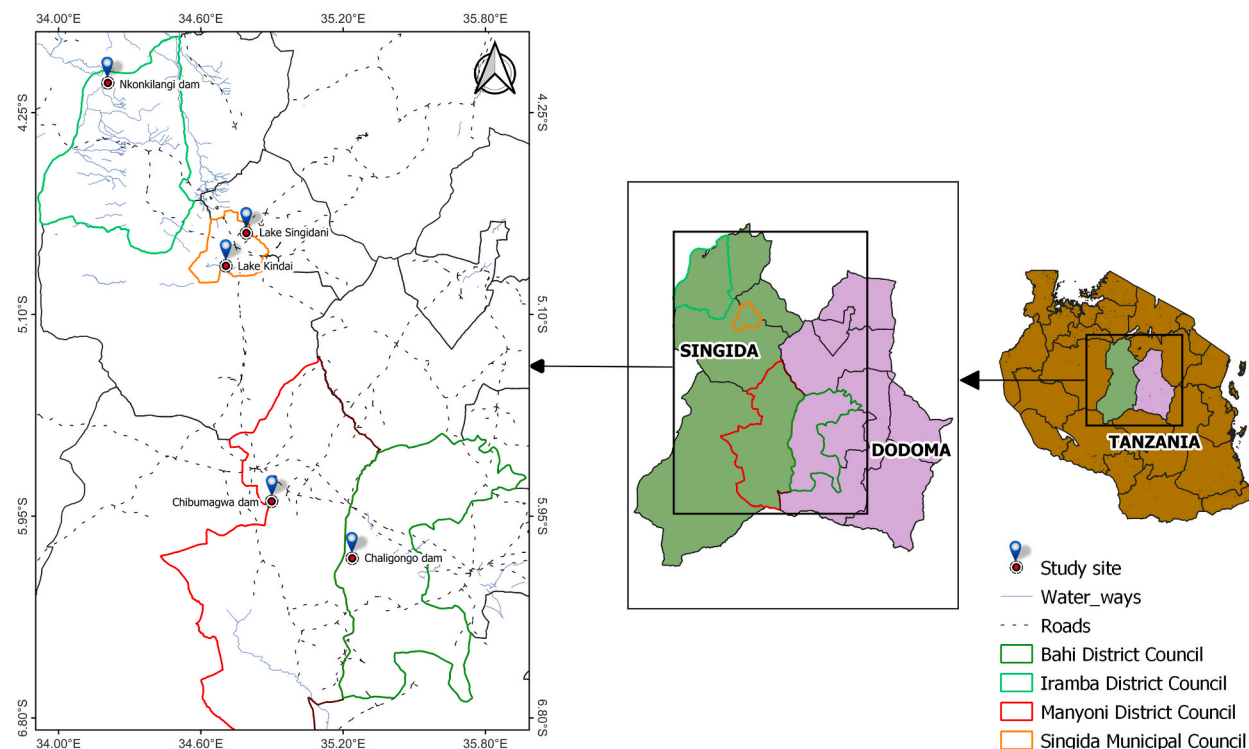 34.00°E 34.60°E 35.20°E 35.80°E
4.25°S 4.25°S
5.10°S 5.10°S
5.95°S 5.95°S
6.80°S 6.80°S
Nkonkilangi dam
Lake Singidani
Lake Kindai
Chibumagwa dam
Chaligongo dam
34.00°E 34.60°E 35.20°E 35.80°E
SINGIDA
DODOMA
TANZANIA
Study site
Water_ways
Roads
Bahi District Council
Iramba District Council
Manyoni District Council
Singida Municipal Council